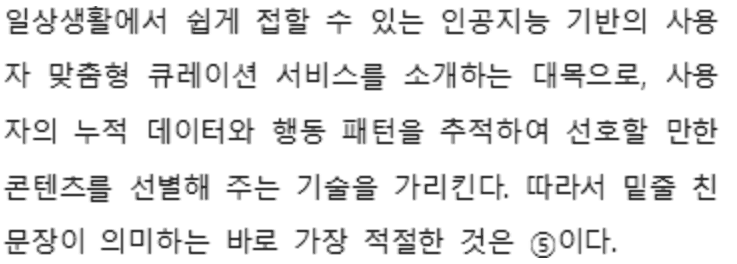 일상생활에서 쉽게 접할 수 있는 인공지능 기반의 사용
자 맞춤형 큐레이션 서비스를 소개하는 대목으로, 사용
자의 누적 데이터와 행동 패턴을 추적하여 선호할 만한
콘텐츠를 선별해 주는 기술을 가리킨다. 따라서 밑줄 친
문장이 의미하는 바로 가장 적절한 것은 ⑤이다.